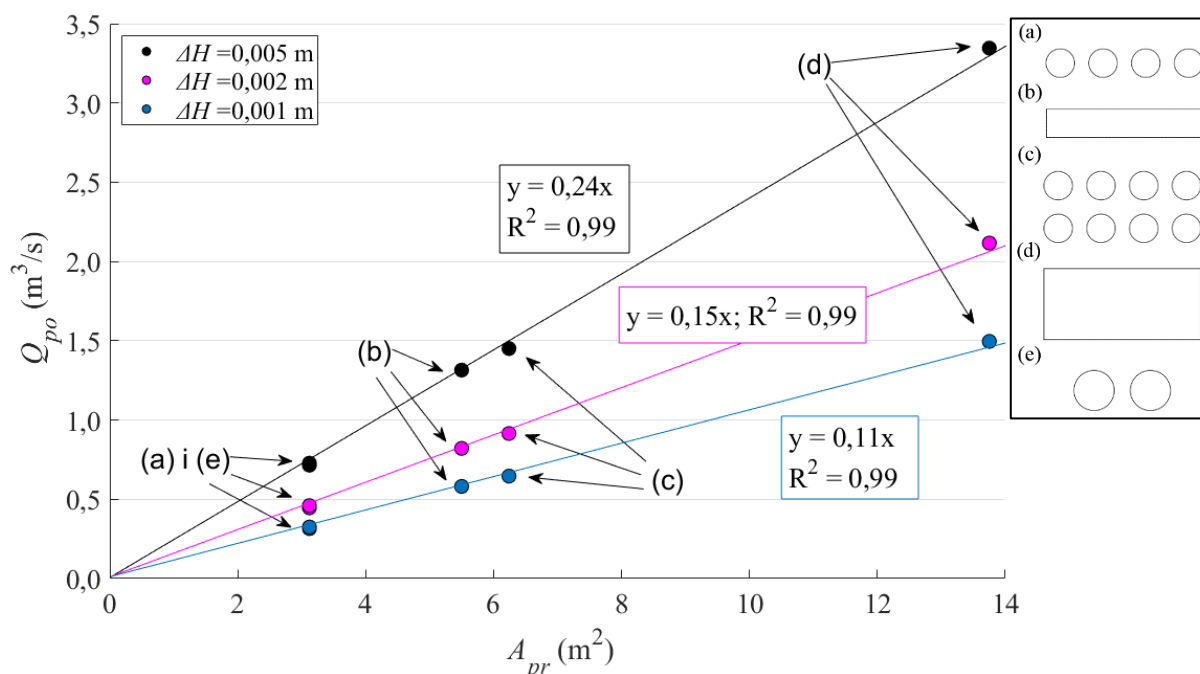 3,5
3,0
2,5
2,0
1,5
1,0
0,5
0,0
Q_po (m³/s)
ΔH =0,005 m
ΔH =0,002 m
ΔH =0,001 m
(d)
y = 0,24x
R² = 0,99
y = 0,15x; R² = 0,99
(b)
(a) i (e)
(c)
y = 0,11x
R² = 0,99
0 2 4 6 8 10 12 14
A_pr (m²)
(a)
(b)
(c)
(d)
(e)